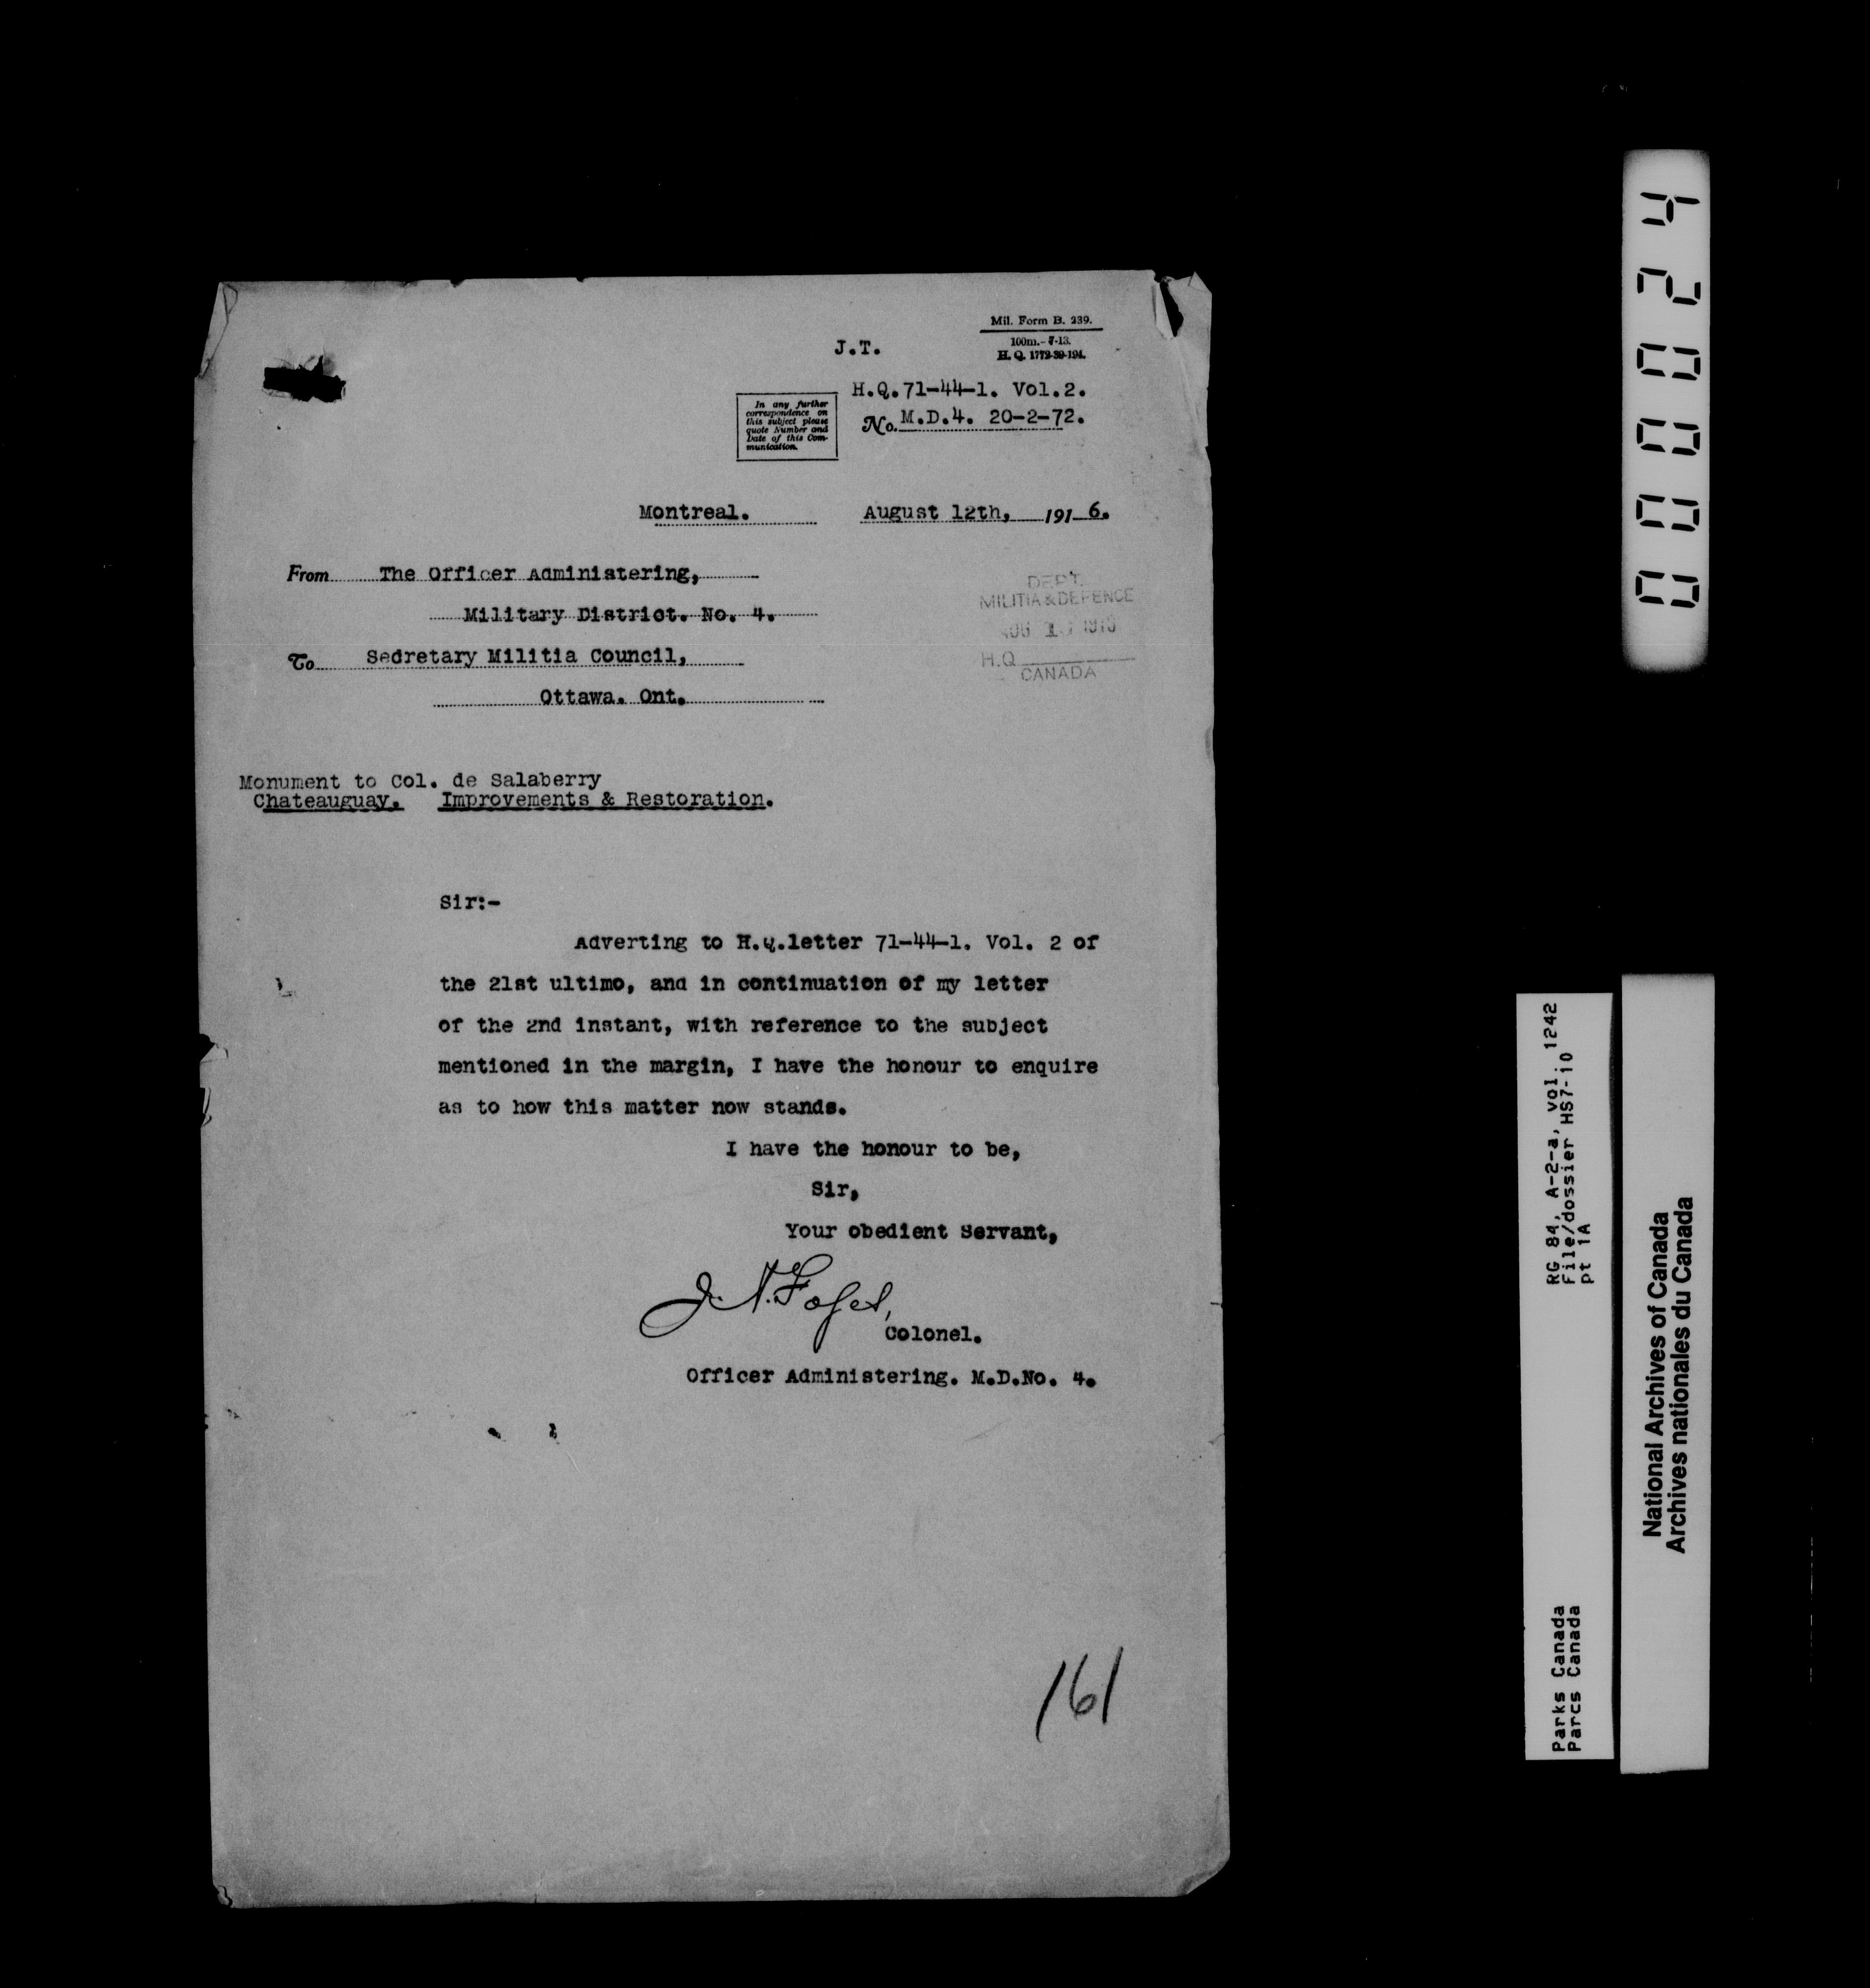 Mil. Form B. 239.
100m.-7-13.
H. Q. 1772-39-194.
J.T.
H.Q.71-44-1. Vol.2.
No. M.D.4. 20-2-72.
In any further
correspondence on
this subject please
quote Number and
Date of this Com-
munication.
Montreal. August 12th, 1916.
From The Officer Administering,
Military District. No. 4.
To Sedretary Militia Council,
Ottawa. Ont.
DEPT.
MILITIA & DEFENCE
AUG 1916
H.Q.
CANADA
Monument to Col. de Salaberry
Chateauguay. Improvements & Restoration.
Sir:-
Adverting to H.Q.letter 71-44-1. Vol. 2 of
the 21st ultimo, and in continuation of my letter
of the 2nd instant, with reference to the subject
mentioned in the margin, I have the honour to enquire
as to how this matter now stands.
I have the honour to be,
Sir,
Your obedient Servant,
Colonel.
Officer Administering. M.D.No. 4.
161
000024
RG 84, A-2-a, vol. 1242
File/dossier HS7-10
pt 1A
Parks Canada
Parcs Canada
National Archives of Canada
Archives nationales du Canada